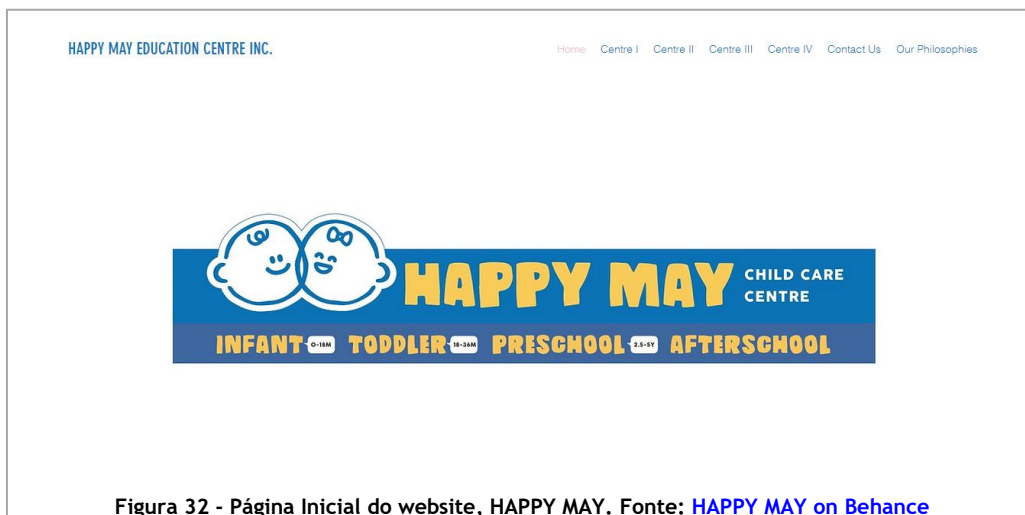 HAPPY MAY EDUCATION CENTRE INC.
Home Centre I Centre II Centre III Centre IV Contact Us Our Philosophies
HAPPY MAY CHILD CARE
CENTRE
INFANT 0-18M TODDLER 18-36M PRESCHOOL 2.5-5Y AFTERSCHOOL
Figura 32 - Página Inicial do website, HAPPY MAY. Fonte: HAPPY MAY on Behance